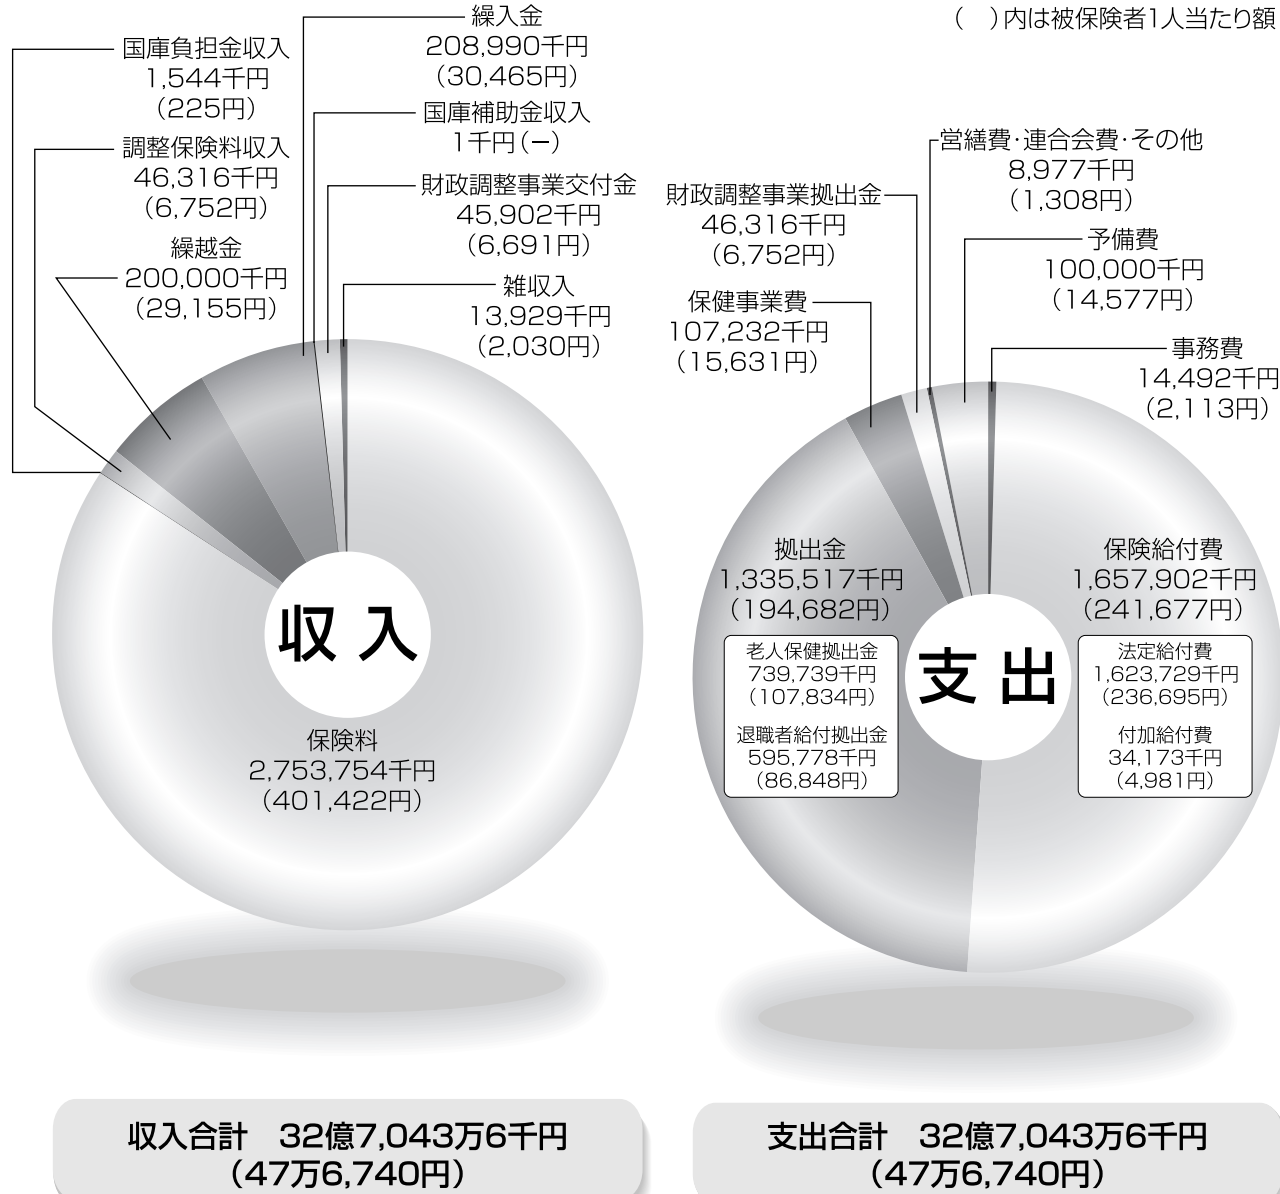 （　）内は被保険者1人当たり額
繰入金
208,990千円
（30,465円）
国庫負担金収入
1,544千円
（225円）
国庫補助金収入
1千円（−）
調整保険料収入
46,316千円
（6,752円）
財政調整事業交付金
45,902千円
（6,691円）
繰越金
200,000千円
（29,155円）
雑収入
13,929千円
（2,030円）
収入
保険料
2,753,754千円
（401,422円）
収入合計　32億7,043万6千円
（47万6,740円）
営繕費・連合会費・その他
8,977千円
（1,308円）
財政調整事業拠出金
46,316千円
（6,752円）
予備費
100,000千円
（14,577円）
保健事業費
107,232千円
（15,631円）
事務費
14,492千円
（2,113円）
拠出金
1,335,517千円
（194,682円）
老人保健拠出金
739,739千円
（107,834円）
退職者給付拠出金
595,778千円
（86,848円）
支出
保険給付費
1,657,902千円
（241,677円）
法定給付費
1,623,729千円
（236,695円）
付加給付費
34,173千円
（4,981円）
支出合計　32億7,043万6千円
（47万6,740円）